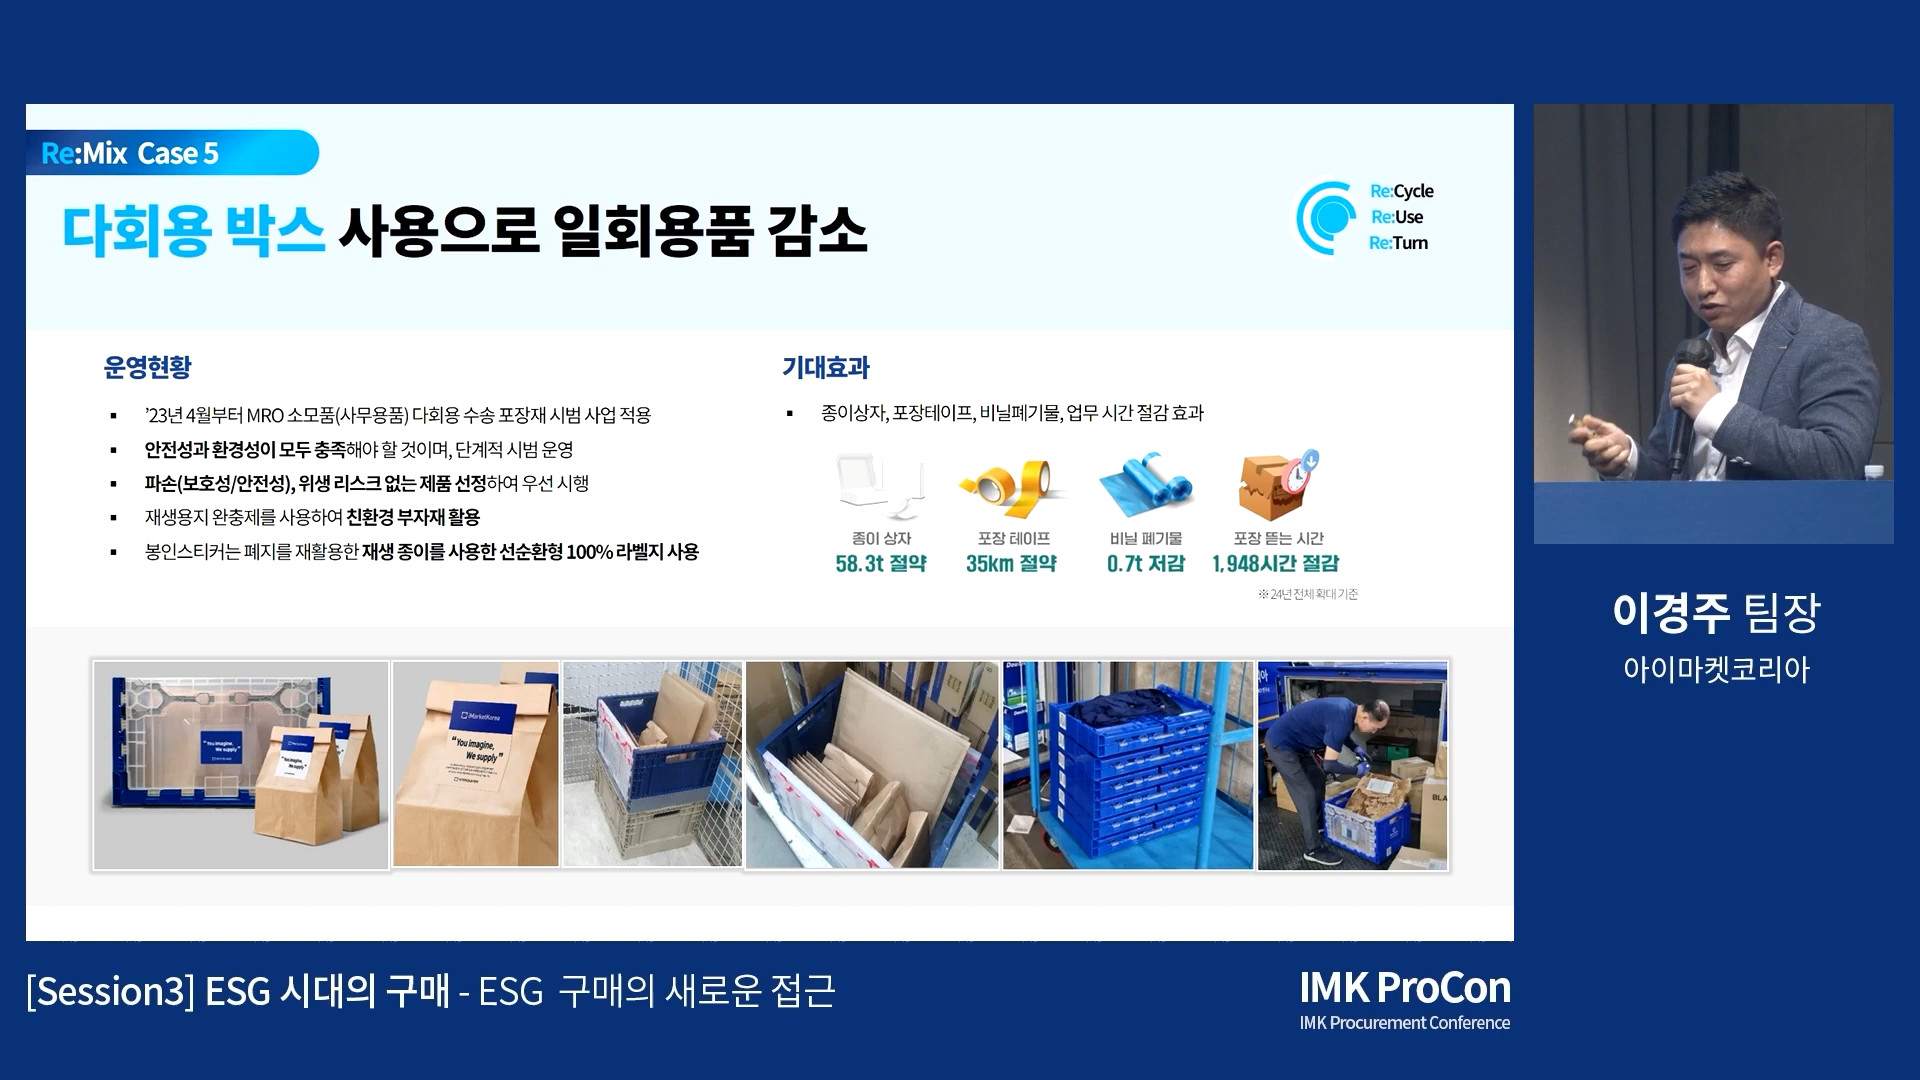 Re:Mix Case 5
다회용 박스 사용으로 일회용품 감소
Re:Cycle
Re:Use
Re:Turn
운영현황
▪ ’23년 4월부터 MRO 소모품(사무용품) 다회용 수송 포장재 시범 사업 적용
▪ 안전성과 환경성이 모두 충족해야 할 것이며, 단계적 시범 운영
▪ 파손(보호성/안전성), 위생 리스크 없는 제품 선정하여 우선 시행
▪ 재생용지 완충제를 사용하여 친환경 부자재 활용
▪ 봉인스티커는 폐지를 재활용한 재생 종이를 사용한 선순환형 100% 라벨지 사용
기대효과
▪ 종이상자, 포장테이프, 비닐폐기물, 업무 시간 절감 효과
종이 상자
58.3t 절약
포장 테이프
35km 절약
비닐 폐기물
0.7t 저감
포장 뜯는 시간
1,948시간 절감
※ 24년 전체 확대 기준
“You imagine,
We supply”
iMarketKorea
“You imagine,
We supply”
BLA
이경주 팀장
아이마켓코리아
[Session3] ESG 시대의 구매 - ESG 구매의 새로운 접근
IMK ProCon
IMK Procurement Conference